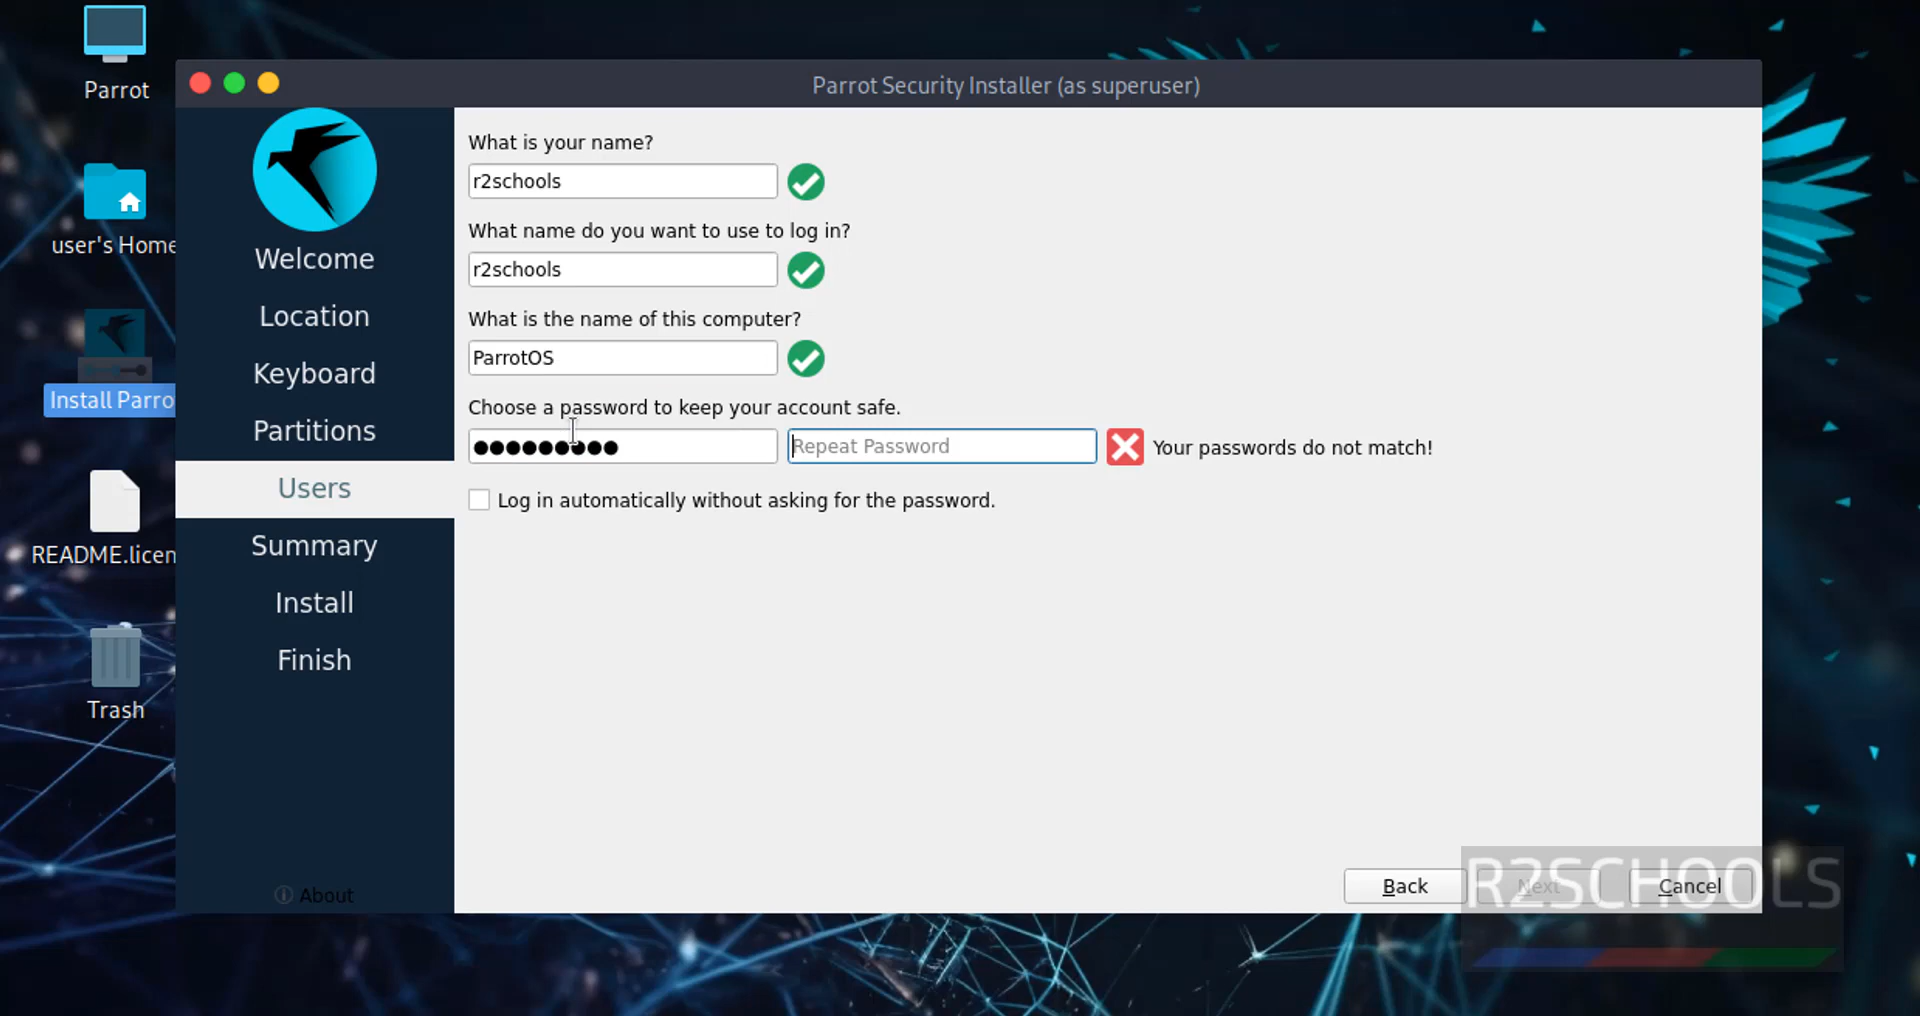 Parrot
user's Home
Install Parro
README.licen
Trash
Parrot Security Installer (as superuser)
Welcome
Location
Keyboard
Partitions
Users
Summary
Install
Finish
About
What is your name?
r2schools
What name do you want to use to log in?
r2schools
What is the name of this computer?
ParrotOS
Choose a password to keep your account safe.
●●●●●●●●● Repeat Password Your passwords do not match!
Log in automatically without asking for the password.
Back Next Cancel
R2SCHOOLS